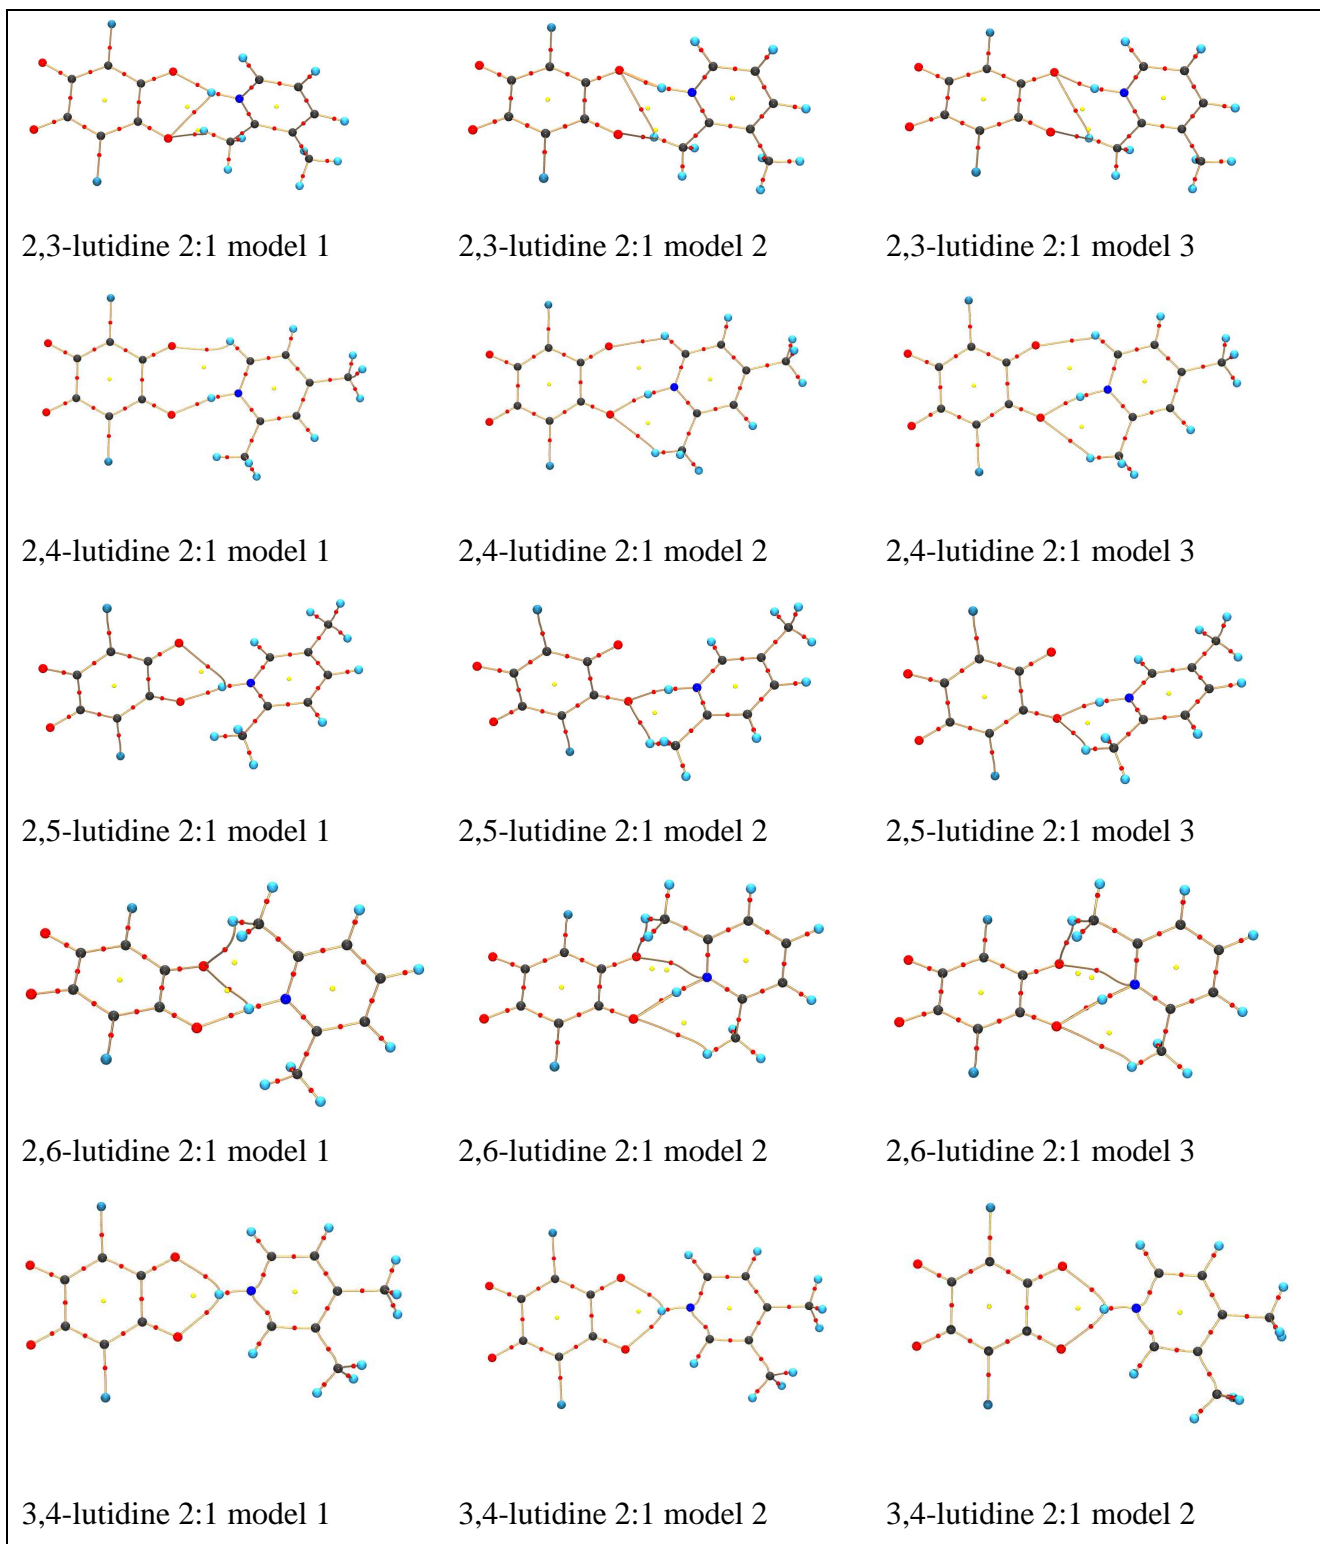 2,3-lutidine 2:1 model 1 2,3-lutidine 2:1 model 2 2,3-lutidine 2:1 model 3
2,4-lutidine 2:1 model 1 2,4-lutidine 2:1 model 2 2,4-lutidine 2:1 model 3
2,5-lutidine 2:1 model 1 2,5-lutidine 2:1 model 2 2,5-lutidine 2:1 model 3
2,6-lutidine 2:1 model 1 2,6-lutidine 2:1 model 2 2,6-lutidine 2:1 model 3
3,4-lutidine 2:1 model 1 3,4-lutidine 2:1 model 2 3,4-lutidine 2:1 model 2